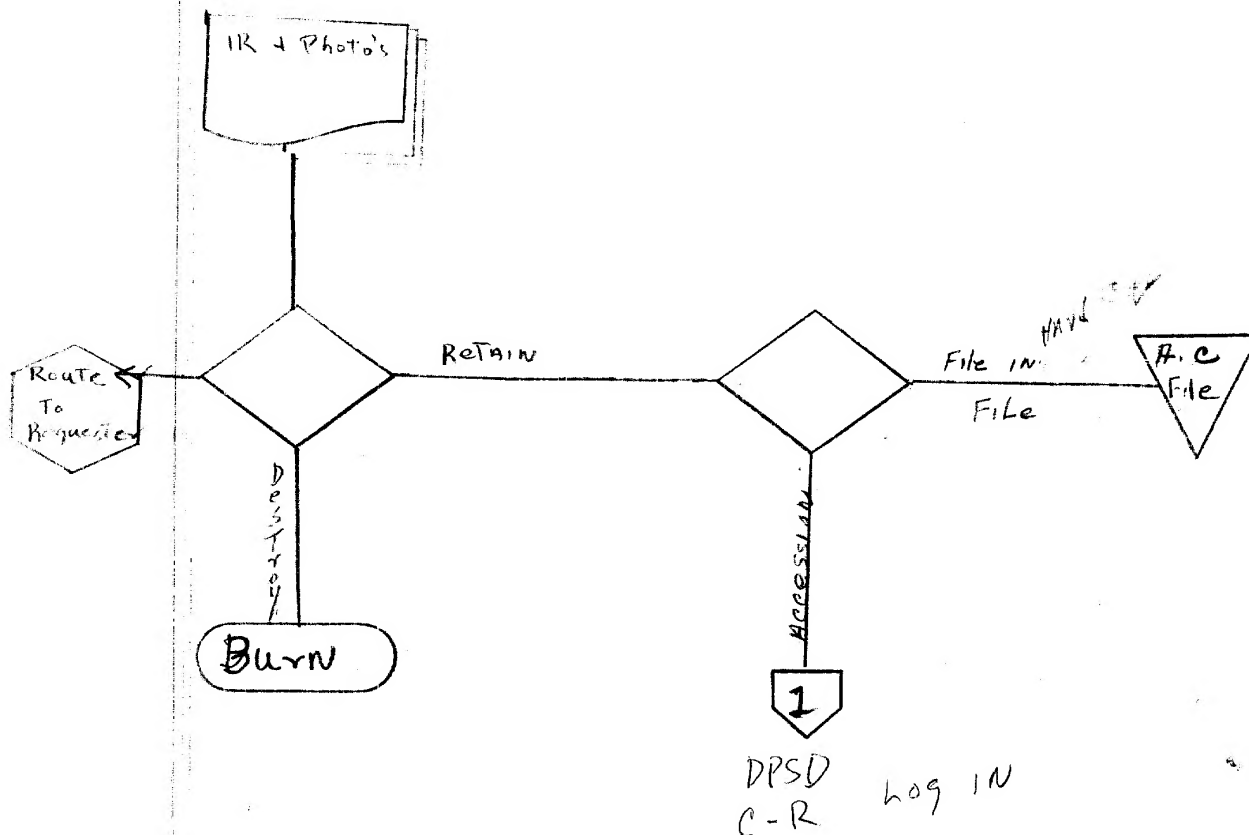 IR & Photo's
Route
To
Requester
RETAIN
File IN
File
A.C
File
Destroy
Burn
ACCESSION
1
DPSD
C-R
Log IN